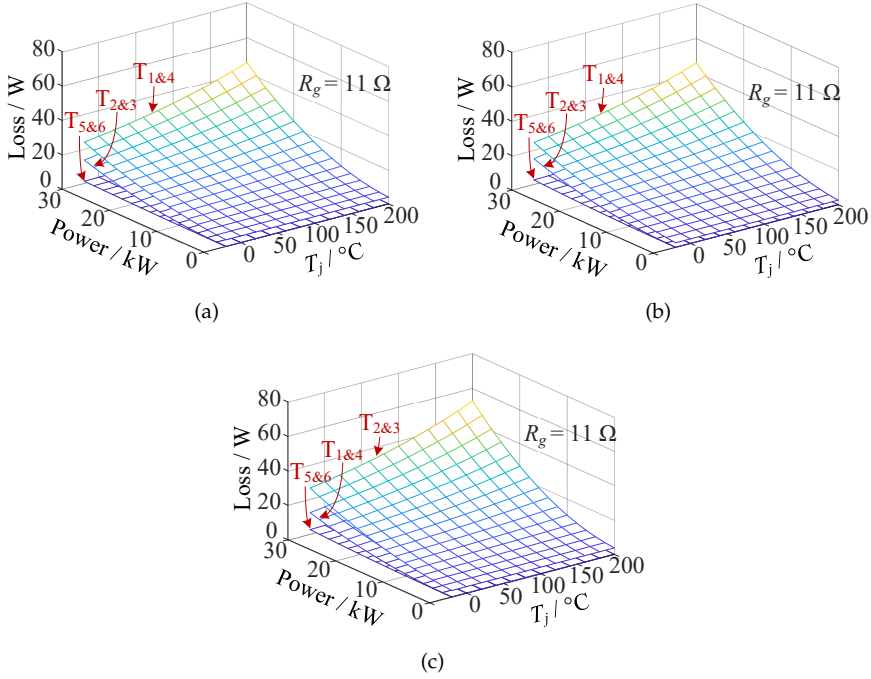 80
60
40
20
0
Loss / W
T1&4
T2&3
T5&6
Rg = 11 Ω
30
20
10
0
Power / kW
0
50
100
150
200
Tj / °C
(a)
80
60
40
20
0
Loss / W
T1&4
T2&3
T5&6
Rg = 11 Ω
30
20
10
0
Power / kW
0
50
100
150
200
Tj / °C
(b)
80
60
40
20
0
Loss / W
T2&3
T1&4
T5&6
Rg = 11 Ω
30
20
10
0
Power / kW
0
50
100
150
200
Tj / °C
(c)